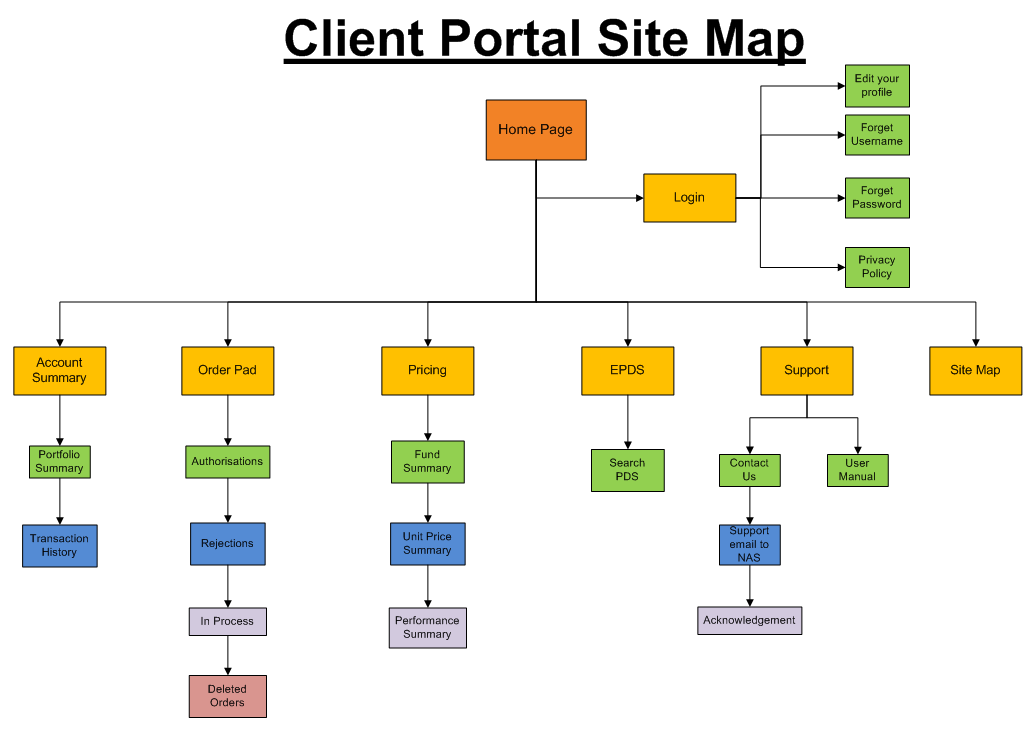 Client Portal Site Map
Edit your
profile
Home Page
Forget
Username
Login
Forget
Password
Privacy
Policy
Account
Summary
Order Pad
Pricing
EPDS
Support
Site Map
Portfolio
Summary
Authorisations
Fund
Summary
Search
PDS
Contact
Us
User
Manual
Transaction
History
Rejections
Unit Price
Summary
Support
email to
NAS
In Process
Performance
Summary
Acknowledgement
Deleted
Orders